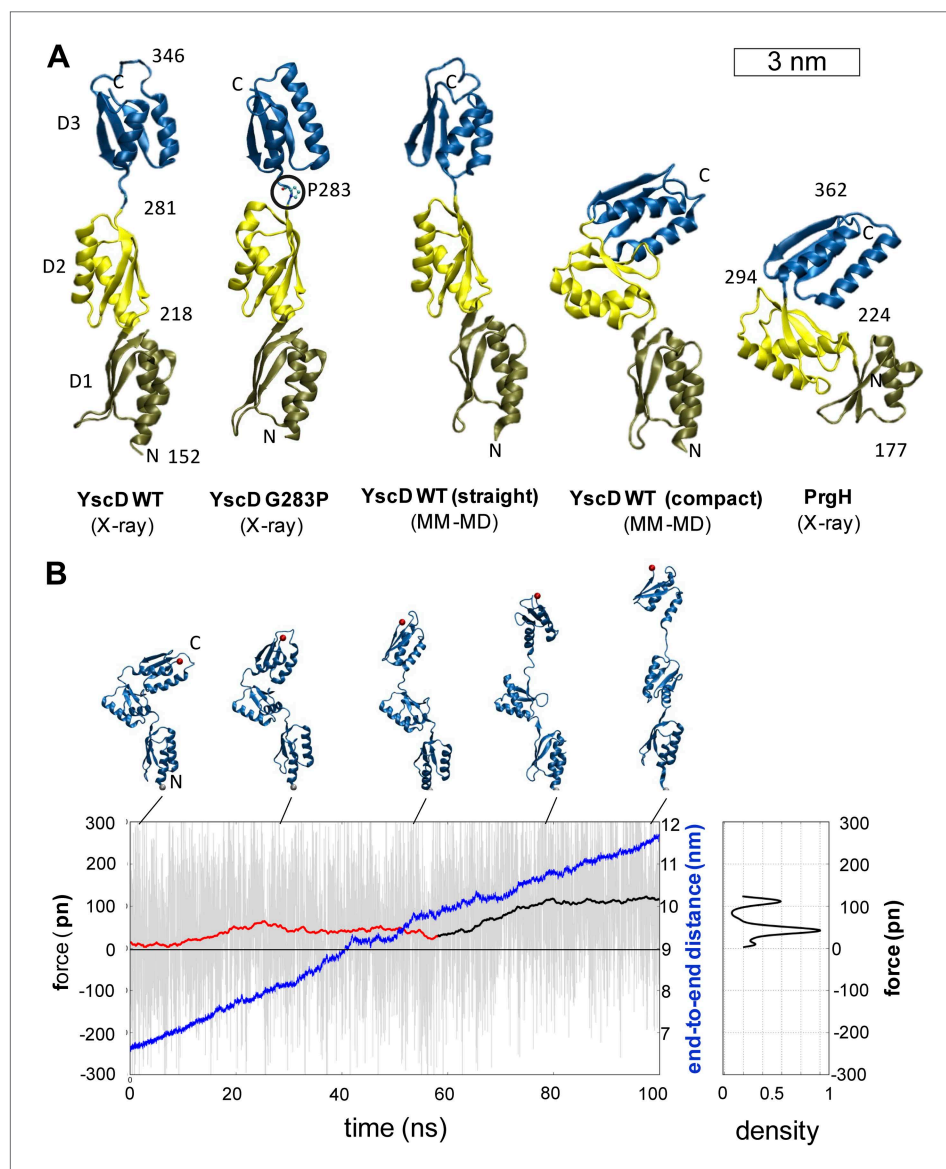 A
346
3 nm
C
C
D3
P283
C
362
281
C
D2
294
218
224
D1
N
N
N
N 152
177
YscD WT
(X-ray)
YscD G283P
(X-ray)
YscD WT (straight)
(MM-MD)
YscD WT (compact)
(MM-MD)
PrgH
(X-ray)
B
C
N
300
200
100
0
-100
-200
-300
force (pn)
12
11
10
9
8
7
end-to-end distance (nm)
0 20 40 60 80 100
time (ns)
300
200
100
0
-100
-200
-300
force (pn)
0 0.5 1
density